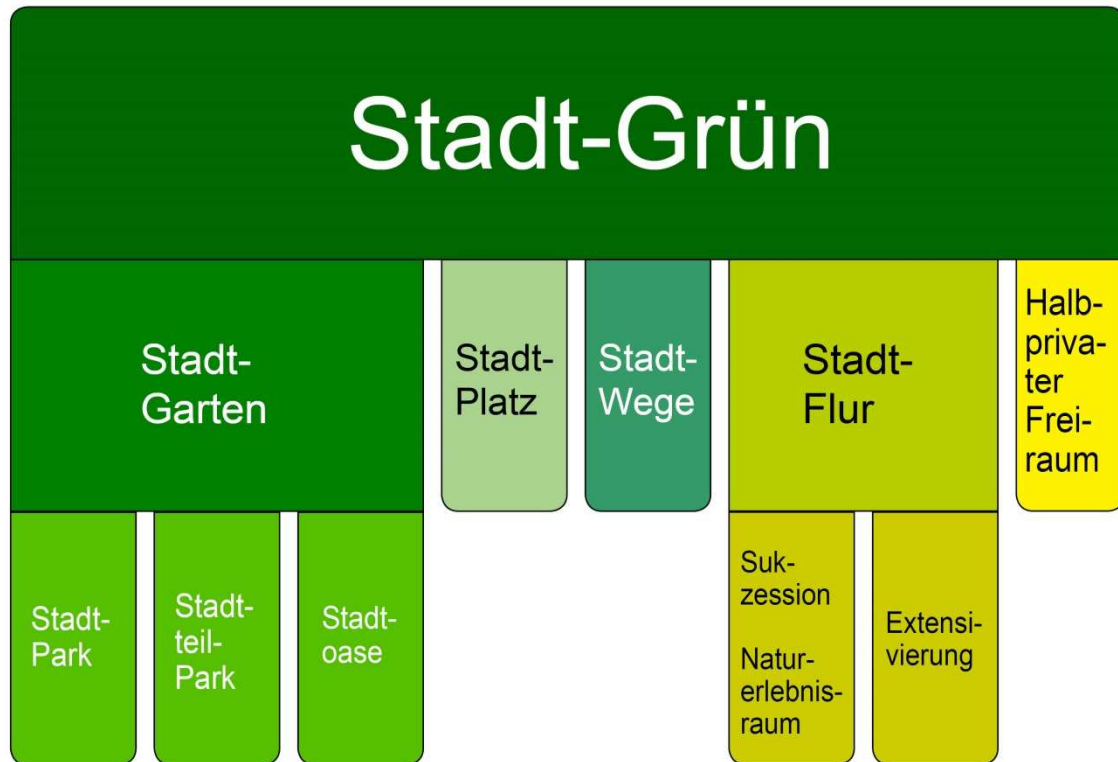 Stadt-Grün
Stadt-
Garten
Stadt-
Platz
Stadt-
Wege
Stadt-
Flur
Halb-
priva-
ter
Frei-
raum
Stadt-
Park
Stadt-
teil-
Park
Stadt-
oase
Suk-
zession
Natur-
erlebnis-
raum
Extensi-
vierung